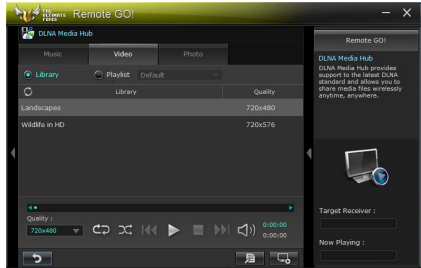 THE ULTIMATE FORCE Remote GO!
DLNA Media Hub
Music Video Photo
Library Playlist Default
Library Quality
Landscapes 720x480
Wildlife in HD 720x576
Quality :
720x480
0:00:00
0:00:00
Remote GO!
DLNA Media Hub
DLNA Media Hub provides
support to the latest DLNA
standard and allows you to
share media files wirelessly
anytime, anywhere.
Target Receiver :
Now Playing :